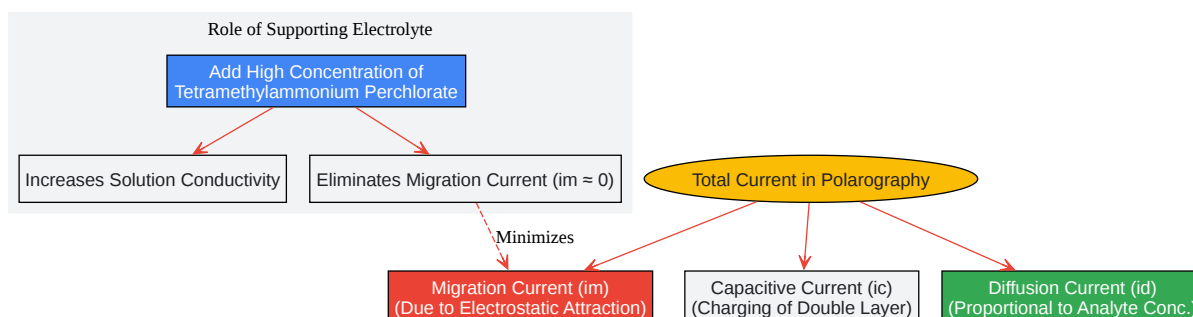 Role of Supporting Electrolyte
Add High Concentration of
Tetramethylammonium Perchlorate
Increases Solution Conductivity
Eliminates Migration Current (im ≈ 0)
Total Current in Polarography
Minimizes
Migration Current (im)
(Due to Electrostatic Attraction)
Capacitive Current (ic)
(Charging of Double Layer)
Diffusion Current (id)
(Proportional to Analyte Conc.)